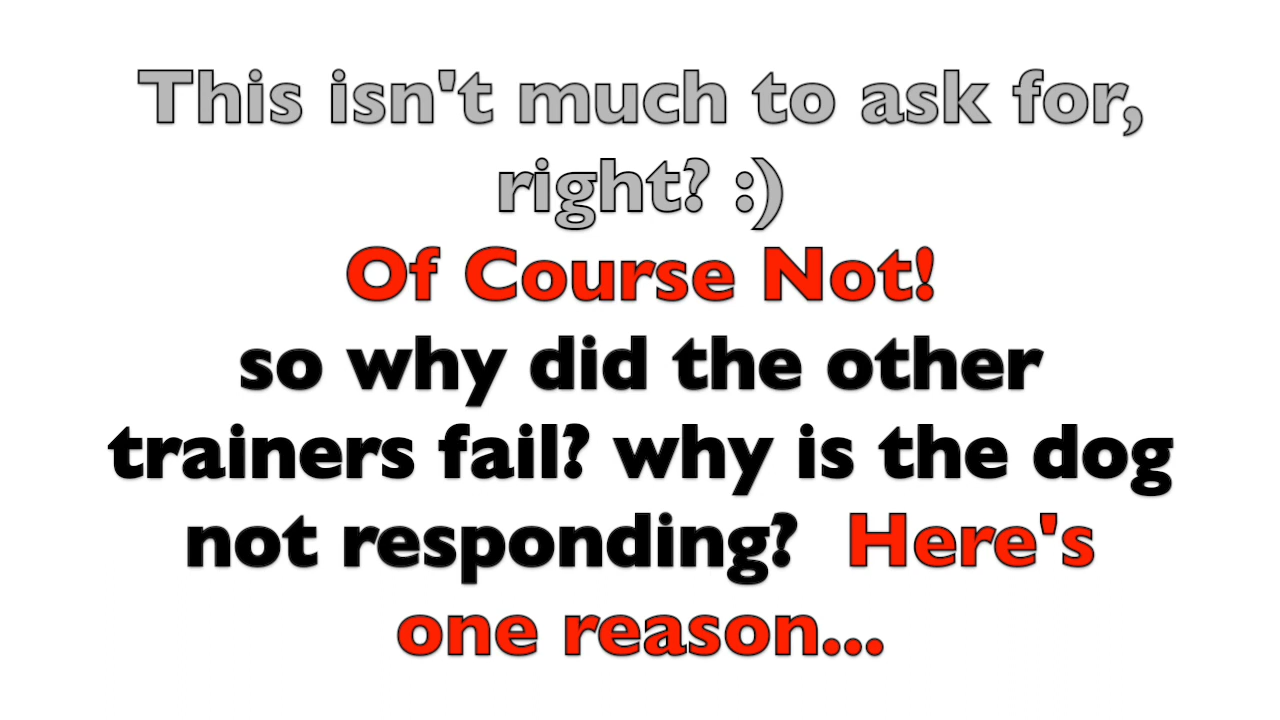 This isn't much to ask for,
right? :)
Of Course Not!
so why did the other
trainers fail? why is the dog
not responding?  Here's
one reason...